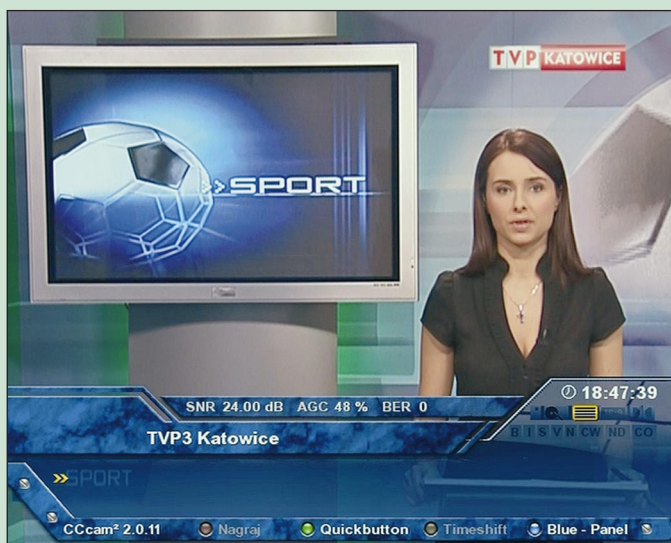 TVP KATOWICE
»SPORT
18:47:39
SNR 24.00 dB AGC 48 % BER 0
TVP3 Katowice
B I S V N CW ND CO
»SPORT
CCcam² 2.0.11 Nagraj Quickbutton Timeshift Blue - Panel